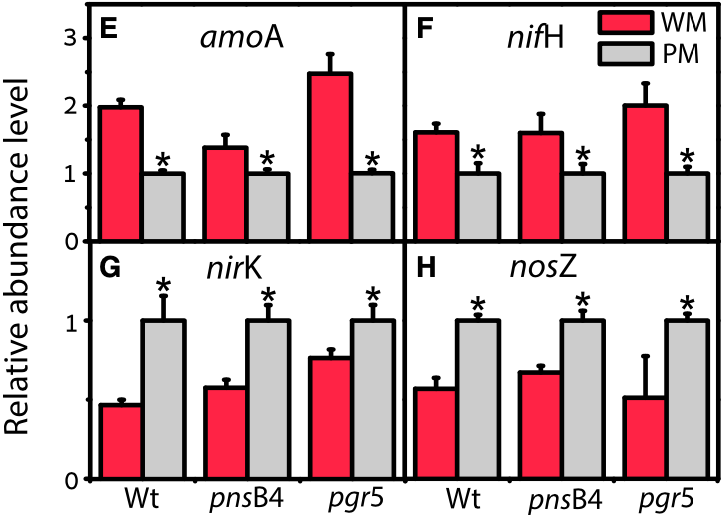 E amoA
F nifH
WM
PM
3
2
1
0
* * *
* * *
G nirK
H nosZ
1
0
* * *
* * *
Wt pnsB4 pgr5
Wt pnsB4 pgr5
Relative abundance level